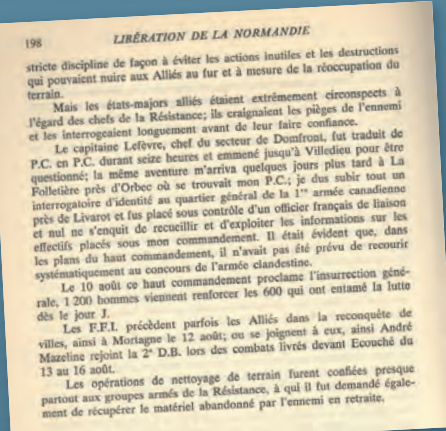 198 LIBÉRATION DE LA NORMANDIE
stricte discipline de façon à éviter les actions inutiles et les destructions
qui pouvaient nuire aux Alliés au fur et à mesure de la réoccupation du
terrain.
Mais les états-majors alliés étaient extrêmement circonspects à
l'égard des chefs de la Résistance; ils craignaient les pièges de l'ennemi
et les interrogeaient longuement avant de leur faire confiance.
Le capitaine Lefèvre, chef du secteur de Domfront, fut traduit de
P.C. en P.C. durant seize heures et emmené jusqu'à Villedieu pour être
questionné; la même aventure m'arriva quelques jours plus tard à La
Folletière près d'Orbec où se trouvait mon P.C.; je dus subir tout un
interrogatoire d'identité au quartier général de la 1re armée canadienne
près de Livarot et fus placé sous contrôle d'un officier français de liaison
et nul ne s'enquit de recueillir et d'exploiter les informations sur les
effectifs placés sous mon commandement. Il était évident que, dans
les plans du haut commandement, il n'avait pas été prévu de recourir
systématiquement au concours de l'armée clandestine.
Le 10 août ce haut commandement proclame l'insurrection géné-
rale, 1 200 hommes viennent renforcer les 600 qui ont entamé la lutte
dès le jour J.
Les F.F.I. précèdent parfois les Alliés dans la reconquête de
villes, ainsi à Mortagne le 12 août; ou se joignent à eux, ainsi André
Mazeline rejoint la 2e D.B. lors des combats livrés devant Ecouché du
13 au 16 août.
Les opérations de nettoyage de terrain furent confiées presque
partout aux groupes armés de la Résistance, à qui il fut demandé égale-
ment de récupérer le matériel abandonné par l'ennemi en retraite.